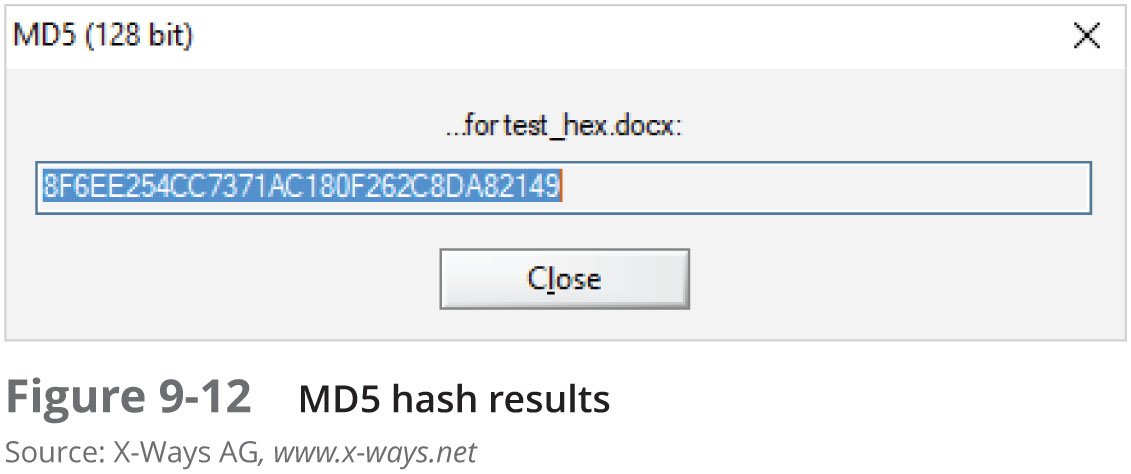 MD5 (128 bit)
...for test_hex.docx:
8F6EE254CC7371AC180F262C8DA82149
Close
Figure 9-12 MD5 hash results
Source: X-Ways AG, www.x-ways.net